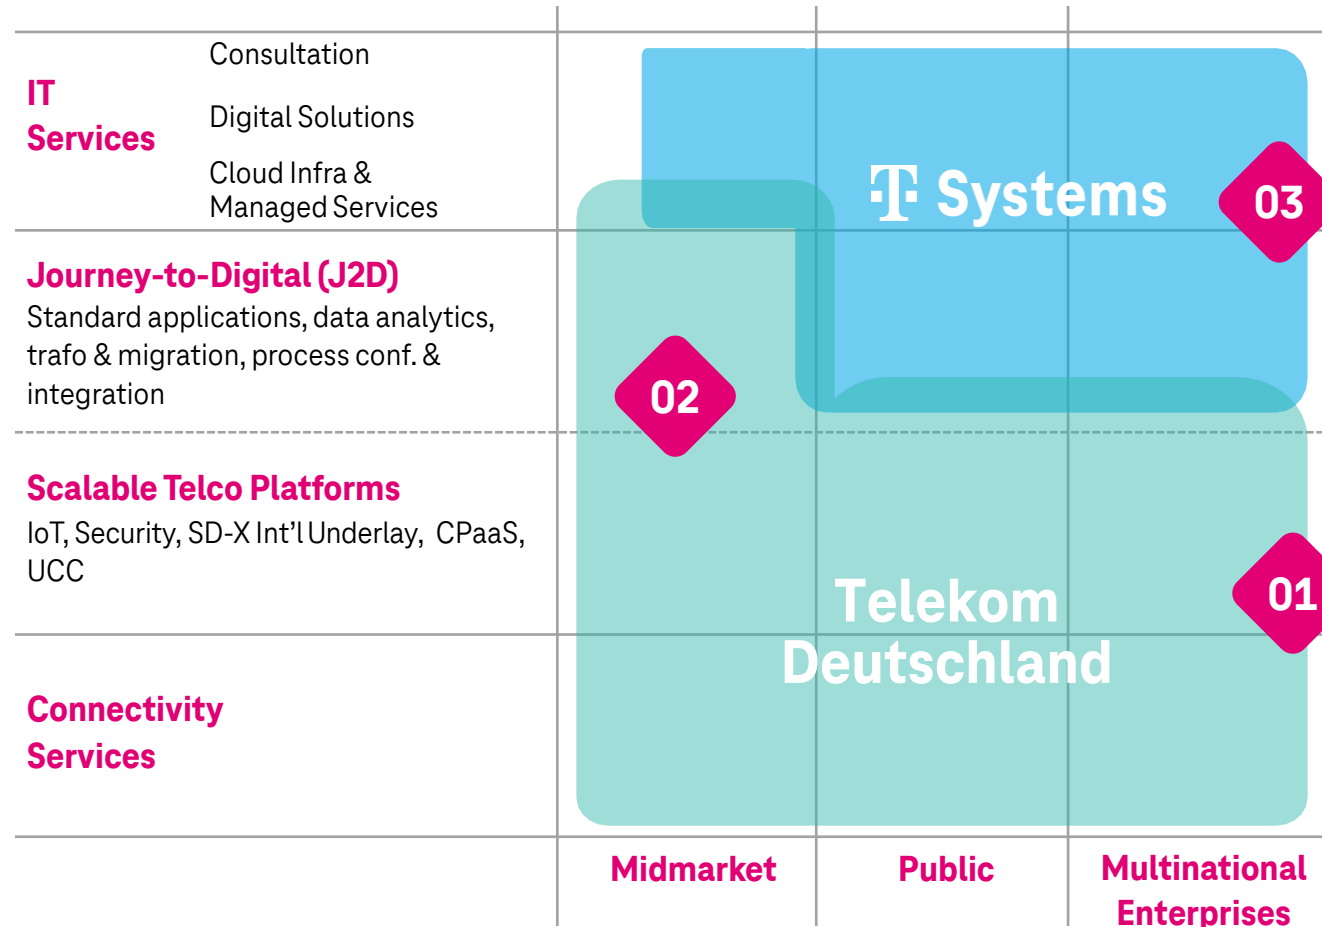 IT
Services
Consultation
Digital Solutions
Cloud Infra &
Managed Services
T Systems
03
Journey-to-Digital (J2D)
Standard applications, data analytics,
trafo & migration, process conf. &
integration
02
Scalable Telco Platforms
IoT, Security, SD-X Int’l Underlay, CPaaS,
UCC
01
Telekom
Deutschland
Connectivity
Services
Midmarket
Public
Multinational
Enterprises